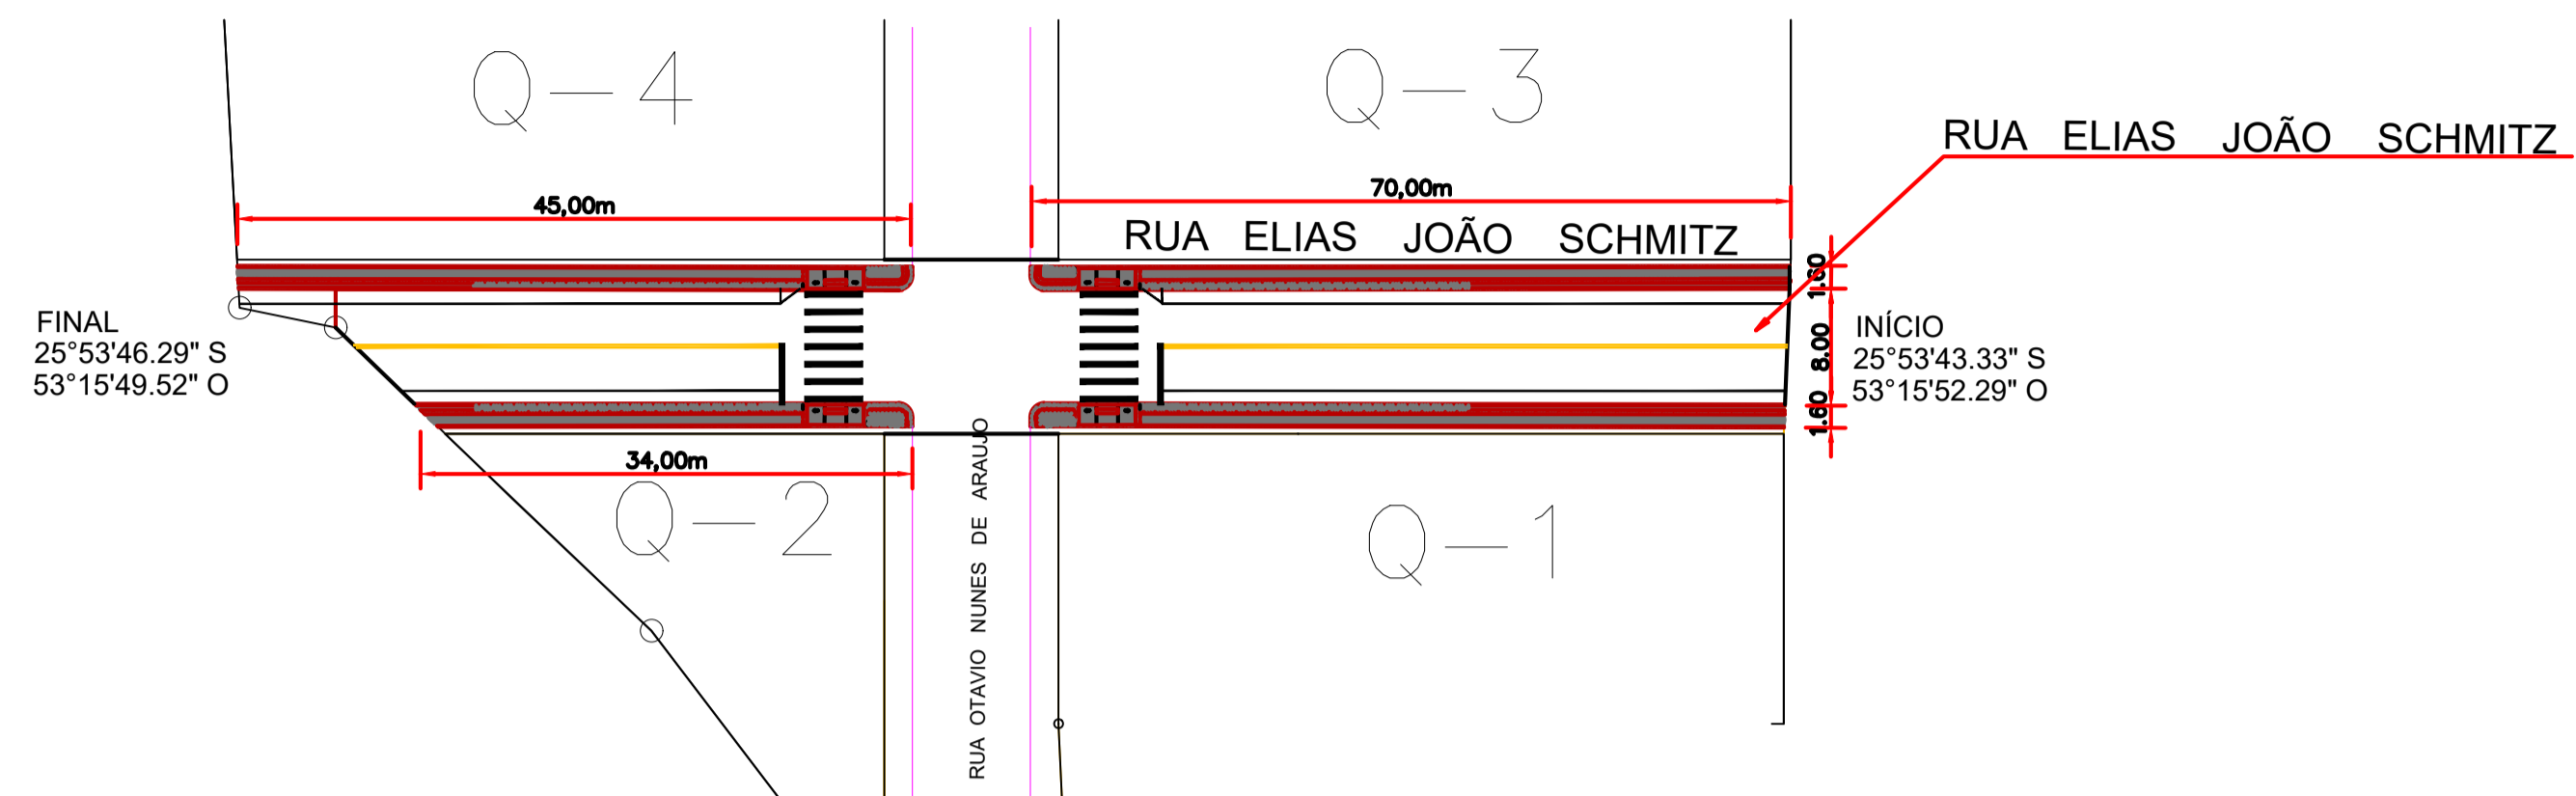 Q-4
Q-3
RUA ELIAS JOÃO SCHMITZ
45,00m
70,00m
RUA ELIAS JOÃO SCHMITZ
1.60
FINAL
25°53'46.29" S
53°15'49.52" O
8.00
INÍCIO
25°53'43.33" S
53°15'52.29" O
1.60
34,00m
Q-2
Q-1
RUA OTAVIO NUNES DE ARAUJO